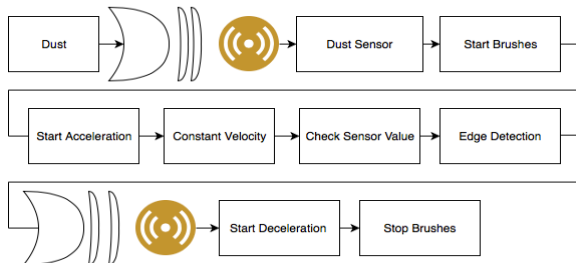 Dust
Dust Sensor
Start Brushes
Start Acceleration
Constant Velocity
Check Sensor Value
Edge Detection
Start Deceleration
Stop Brushes